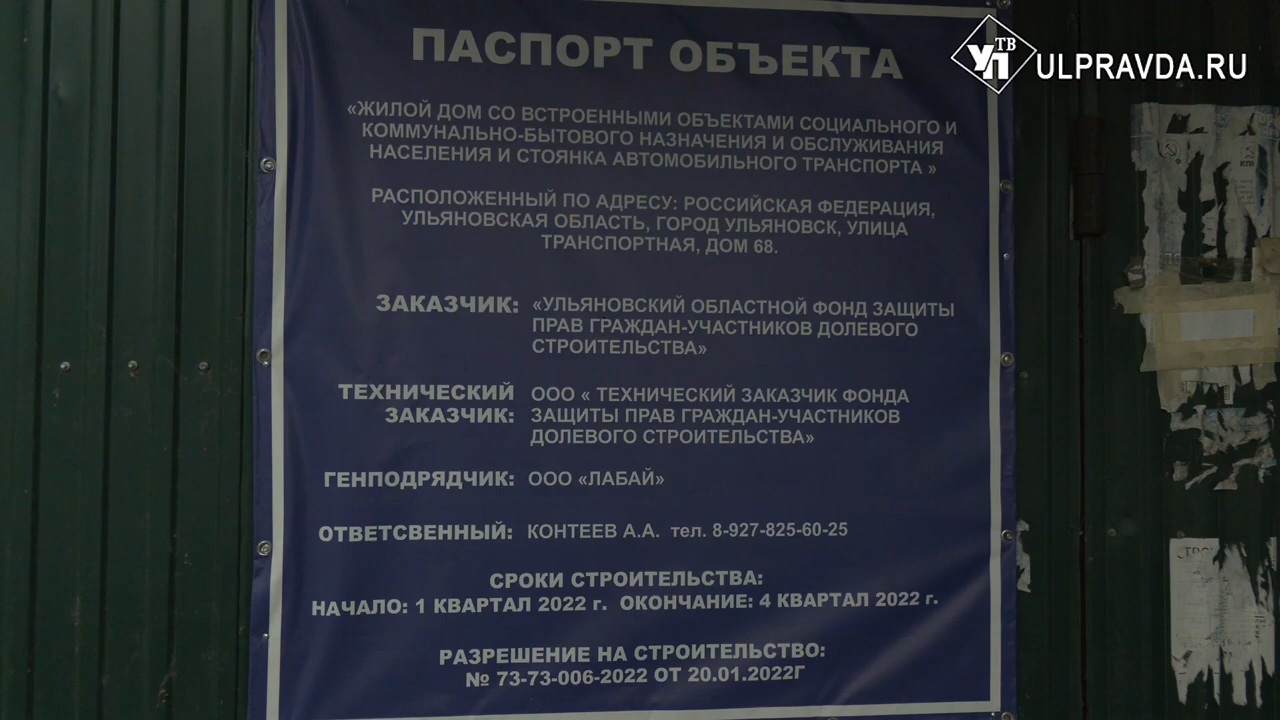 ПАСПОРТ ОБЪЕКТА
УП ТВ ULPRAVDA.RU
«ЖИЛОЙ ДОМ СО ВСТРОЕННЫМИ ОБЪЕКТАМИ СОЦИАЛЬНОГО И
КОММУНАЛЬНО-БЫТОВОГО НАЗНАЧЕНИЯ И ОБСЛУЖИВАНИЯ
НАСЕЛЕНИЯ И СТОЯНКА АВТОМОБИЛЬНОГО ТРАНСПОРТА »
РАСПОЛОЖЕННЫЙ ПО АДРЕСУ: РОССИЙСКАЯ ФЕДЕРАЦИЯ,
УЛЬЯНОВСКАЯ ОБЛАСТЬ, ГОРОД УЛЬЯНОВСК, УЛИЦА
ТРАНСПОРТНАЯ, ДОМ 68.
ЗАКАЗЧИК: «УЛЬЯНОВСКИЙ ОБЛАСТНОЙ ФОНД ЗАЩИТЫ
ПРАВ ГРАЖДАН-УЧАСТНИКОВ ДОЛЕВОГО
СТРОИТЕЛЬСТВА»
ТЕХНИЧЕСКИЙ ООО « ТЕХНИЧЕСКИЙ ЗАКАЗЧИК ФОНДА
ЗАКАЗЧИК: ЗАЩИТЫ ПРАВ ГРАЖДАН-УЧАСТНИКОВ
ДОЛЕВОГО СТРОИТЕЛЬСТВА»
ГЕНПОДРЯДЧИК: ООО «ЛАБАЙ»
ОТВЕТСВЕННЫЙ: КОНТЕЕВ А.А. тел. 8-927-825-60-25
СРОКИ СТРОИТЕЛЬСТВА:
НАЧАЛО: 1 КВАРТАЛ 2022 г. ОКОНЧАНИЕ: 4 КВАРТАЛ 2022 г.
РАЗРЕШЕНИЕ НА СТРОИТЕЛЬСТВО:
№ 73-73-006-2022 ОТ 20.01.2022Г